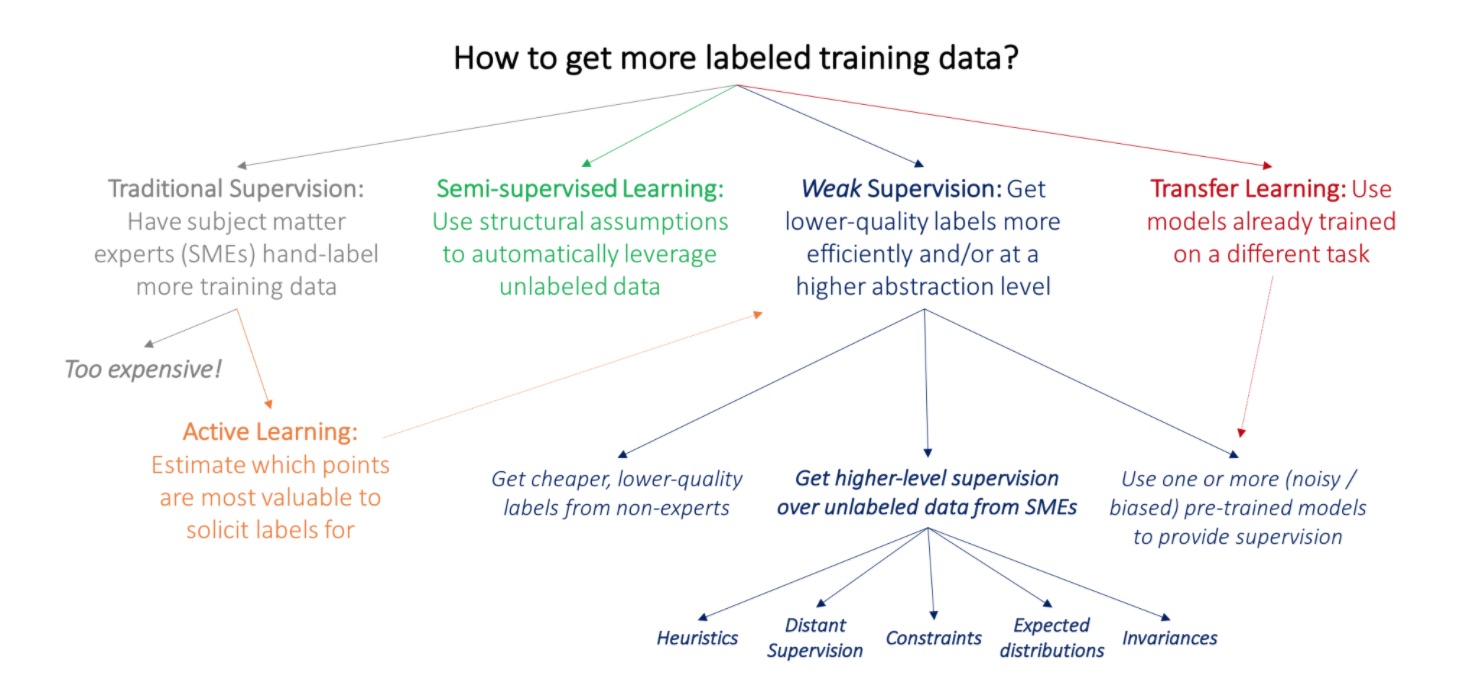 How to get more labeled training data?
Traditional Supervision:
Have subject matter
experts (SMEs) hand-label
more training data
Semi-supervised Learning:
Use structural assumptions
to automatically leverage
unlabeled data
Weak Supervision: Get
lower-quality labels more
efficiently and/or at a
higher abstraction level
Transfer Learning: Use
models already trained
on a different task
Too expensive!
Active Learning:
Estimate which points
are most valuable to
solicit labels for
Get cheaper, lower-quality
labels from non-experts
Get higher-level supervision
over unlabeled data from SMEs
Use one or more (noisy /
biased) pre-trained models
to provide supervision
Heuristics
Distant
Supervision
Constraints
Expected
distributions
Invariances